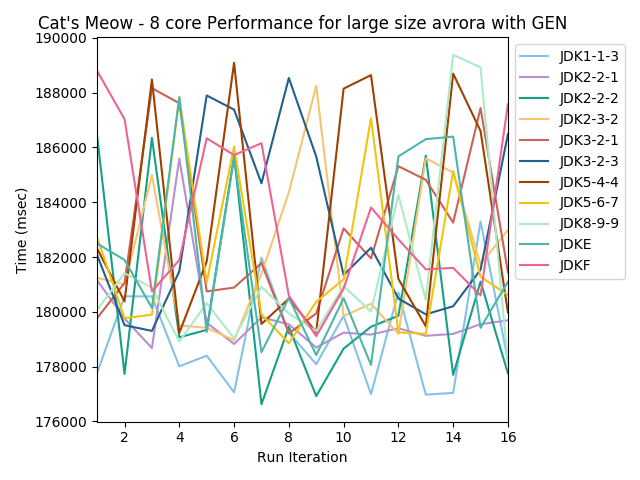 Cat's Meow - 8 core Performance for large size avrora with GEN
190000
188000
186000
184000
182000
180000
178000
176000
Time (msec)
2
4
6
8
10
12
14
16
Run Iteration
JDK1-1-3
JDK2-2-1
JDK2-2-2
JDK2-3-2
JDK3-2-1
JDK3-2-3
JDK5-4-4
JDK5-6-7
JDK8-9-9
JDKE
JDKF